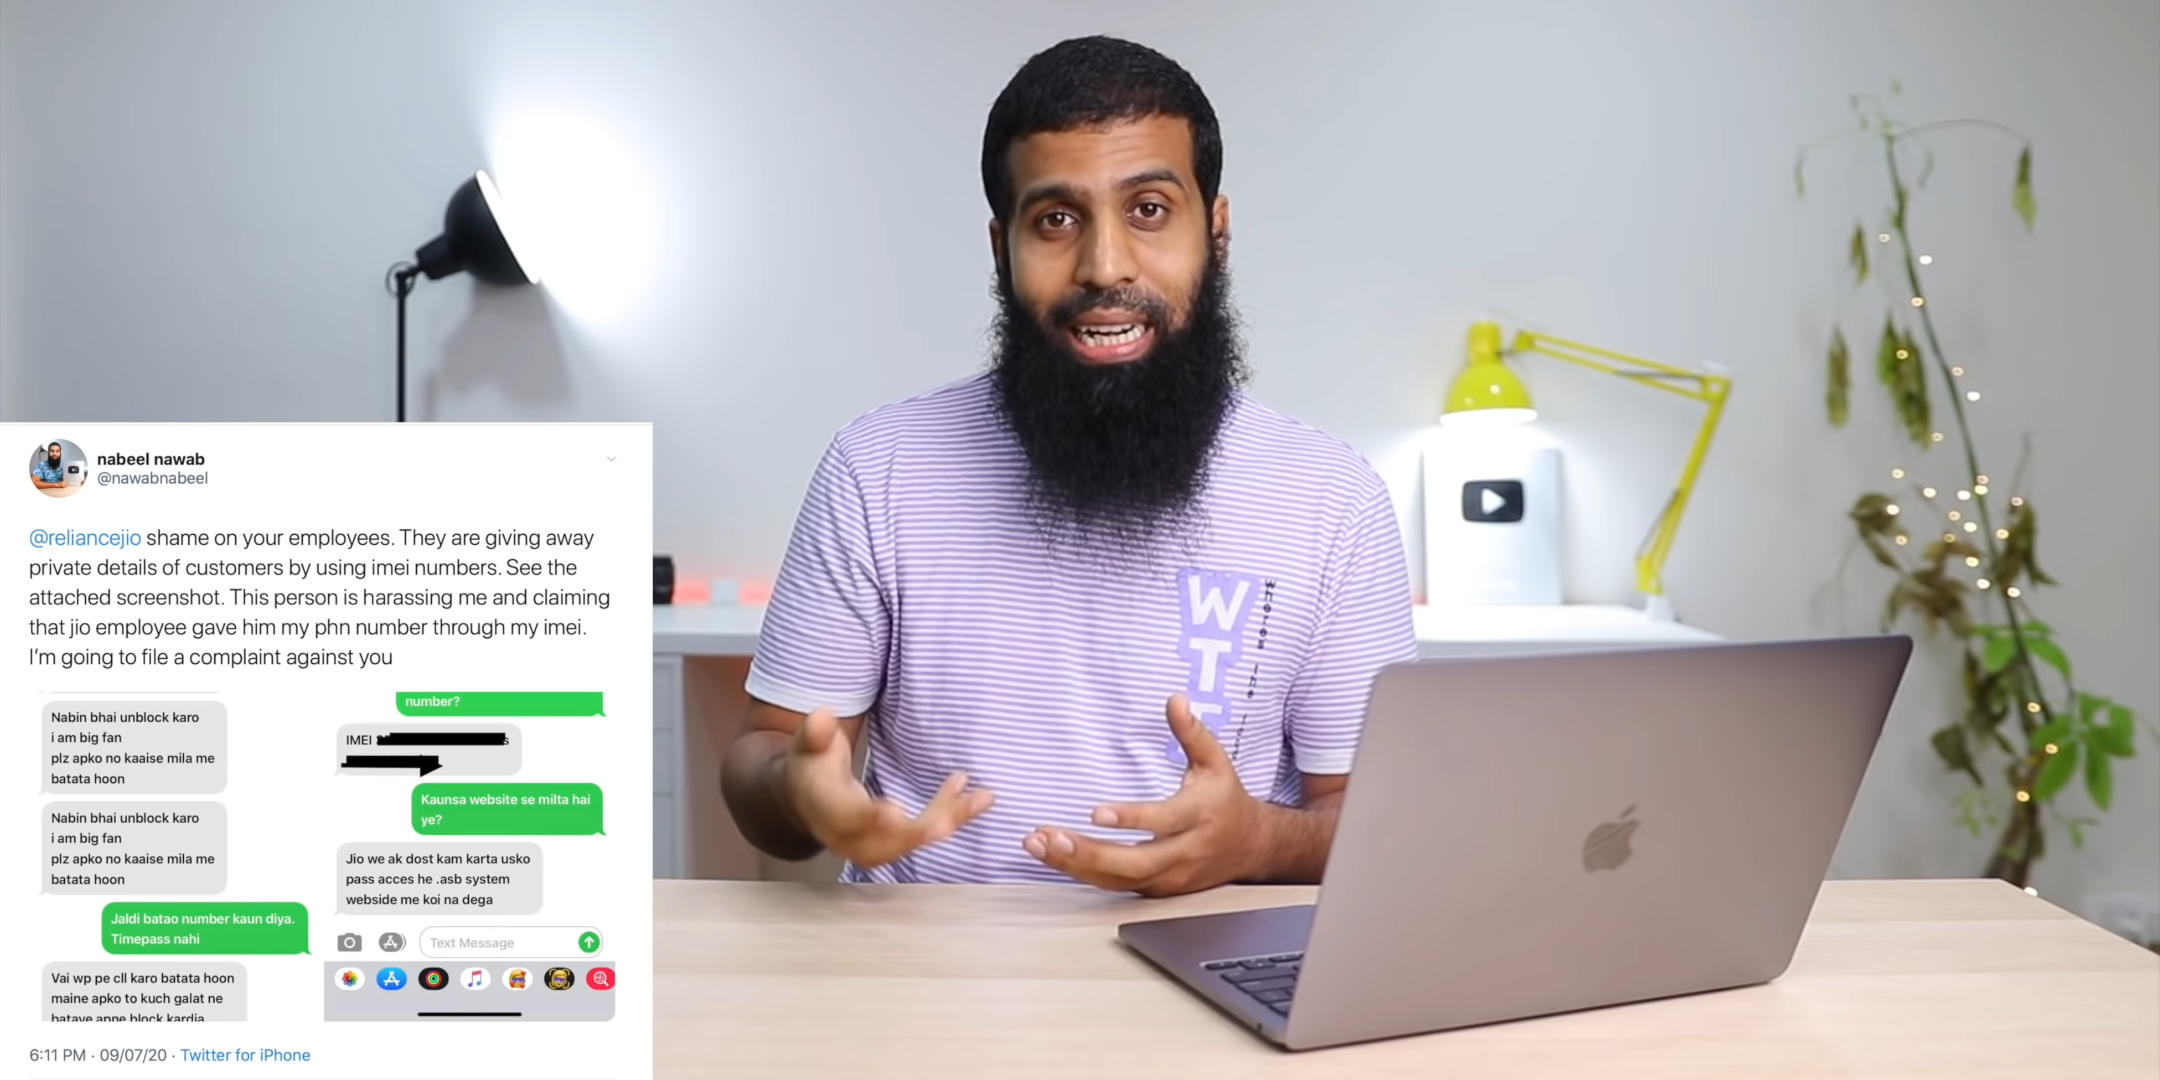 nabeel nawab
@nawabnabeel
@reliancejio shame on your employees. They are giving away
private details of customers by using imei numbers. See the
attached screenshot. This person is harassing me and claiming
that jio employee gave him my phn number through my imei.
I'm going to file a complaint against you
Nabin bhai unblock karo
i am big fan
plz apko no kaaise mila me
batata hoon
Nabin bhai unblock karo
i am big fan
plz apko no kaaise mila me
batata hoon
Jaldi batao number kaun diya.
Timepass nahi
Vai wp pe cll karo batata hoon
maine apko to kuch galat ne
bataye apne block kardia
number?
IMEI
Kaunsa website se milta hai
ye?
Jio we ak dost kam karta usko
pass acces he .asb system
webside me koi na dega
Text Message
6:11 PM · 09/07/20 · Twitter for iPhone
WT